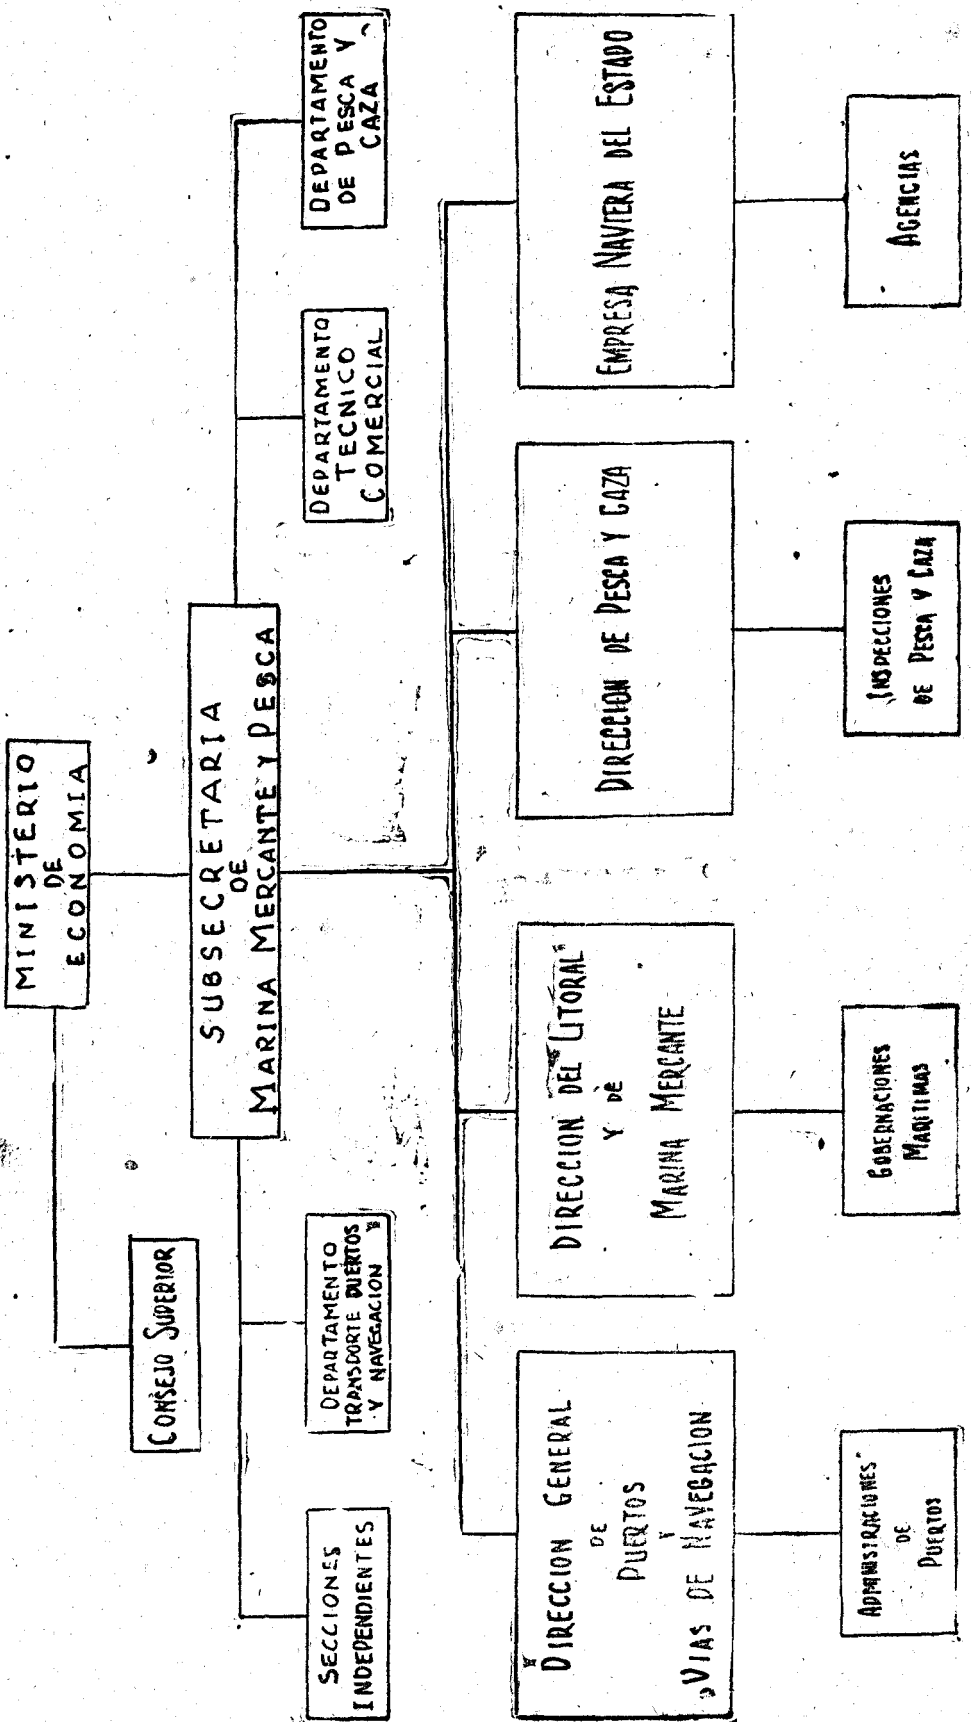 MINISTERIO
DE
ECONOMIA
CONSEJO SUPERIOR
SUBSECRETARIA
DE
MARINA MERCANTE Y PESCA
SECCIONES
INDEPENDIENTES
DEPARTAMENTO
TRANSPORTE PUERTOS
Y NAVEGACION
DEPARTAMENTO
TECNICO
COMERCIAL
DEPARTAMENTO
DE PESCA Y
CAZA
DIRECCION GENERAL
DE
PUERTOS
Y
VIAS DE NAVEGACION
DIRECCION DEL LITORAL
Y DE
MARINA MERCANTE
DIRECCION DE PESCA Y CAZA
EMPRESA NAVIERA DEL ESTADO
ADMINISTRACIONES
DE
PUERTOS
GOBERNACIONES
MARITIMAS
INSPECCIONES
DE PESCA Y CAZA
AGENCIAS